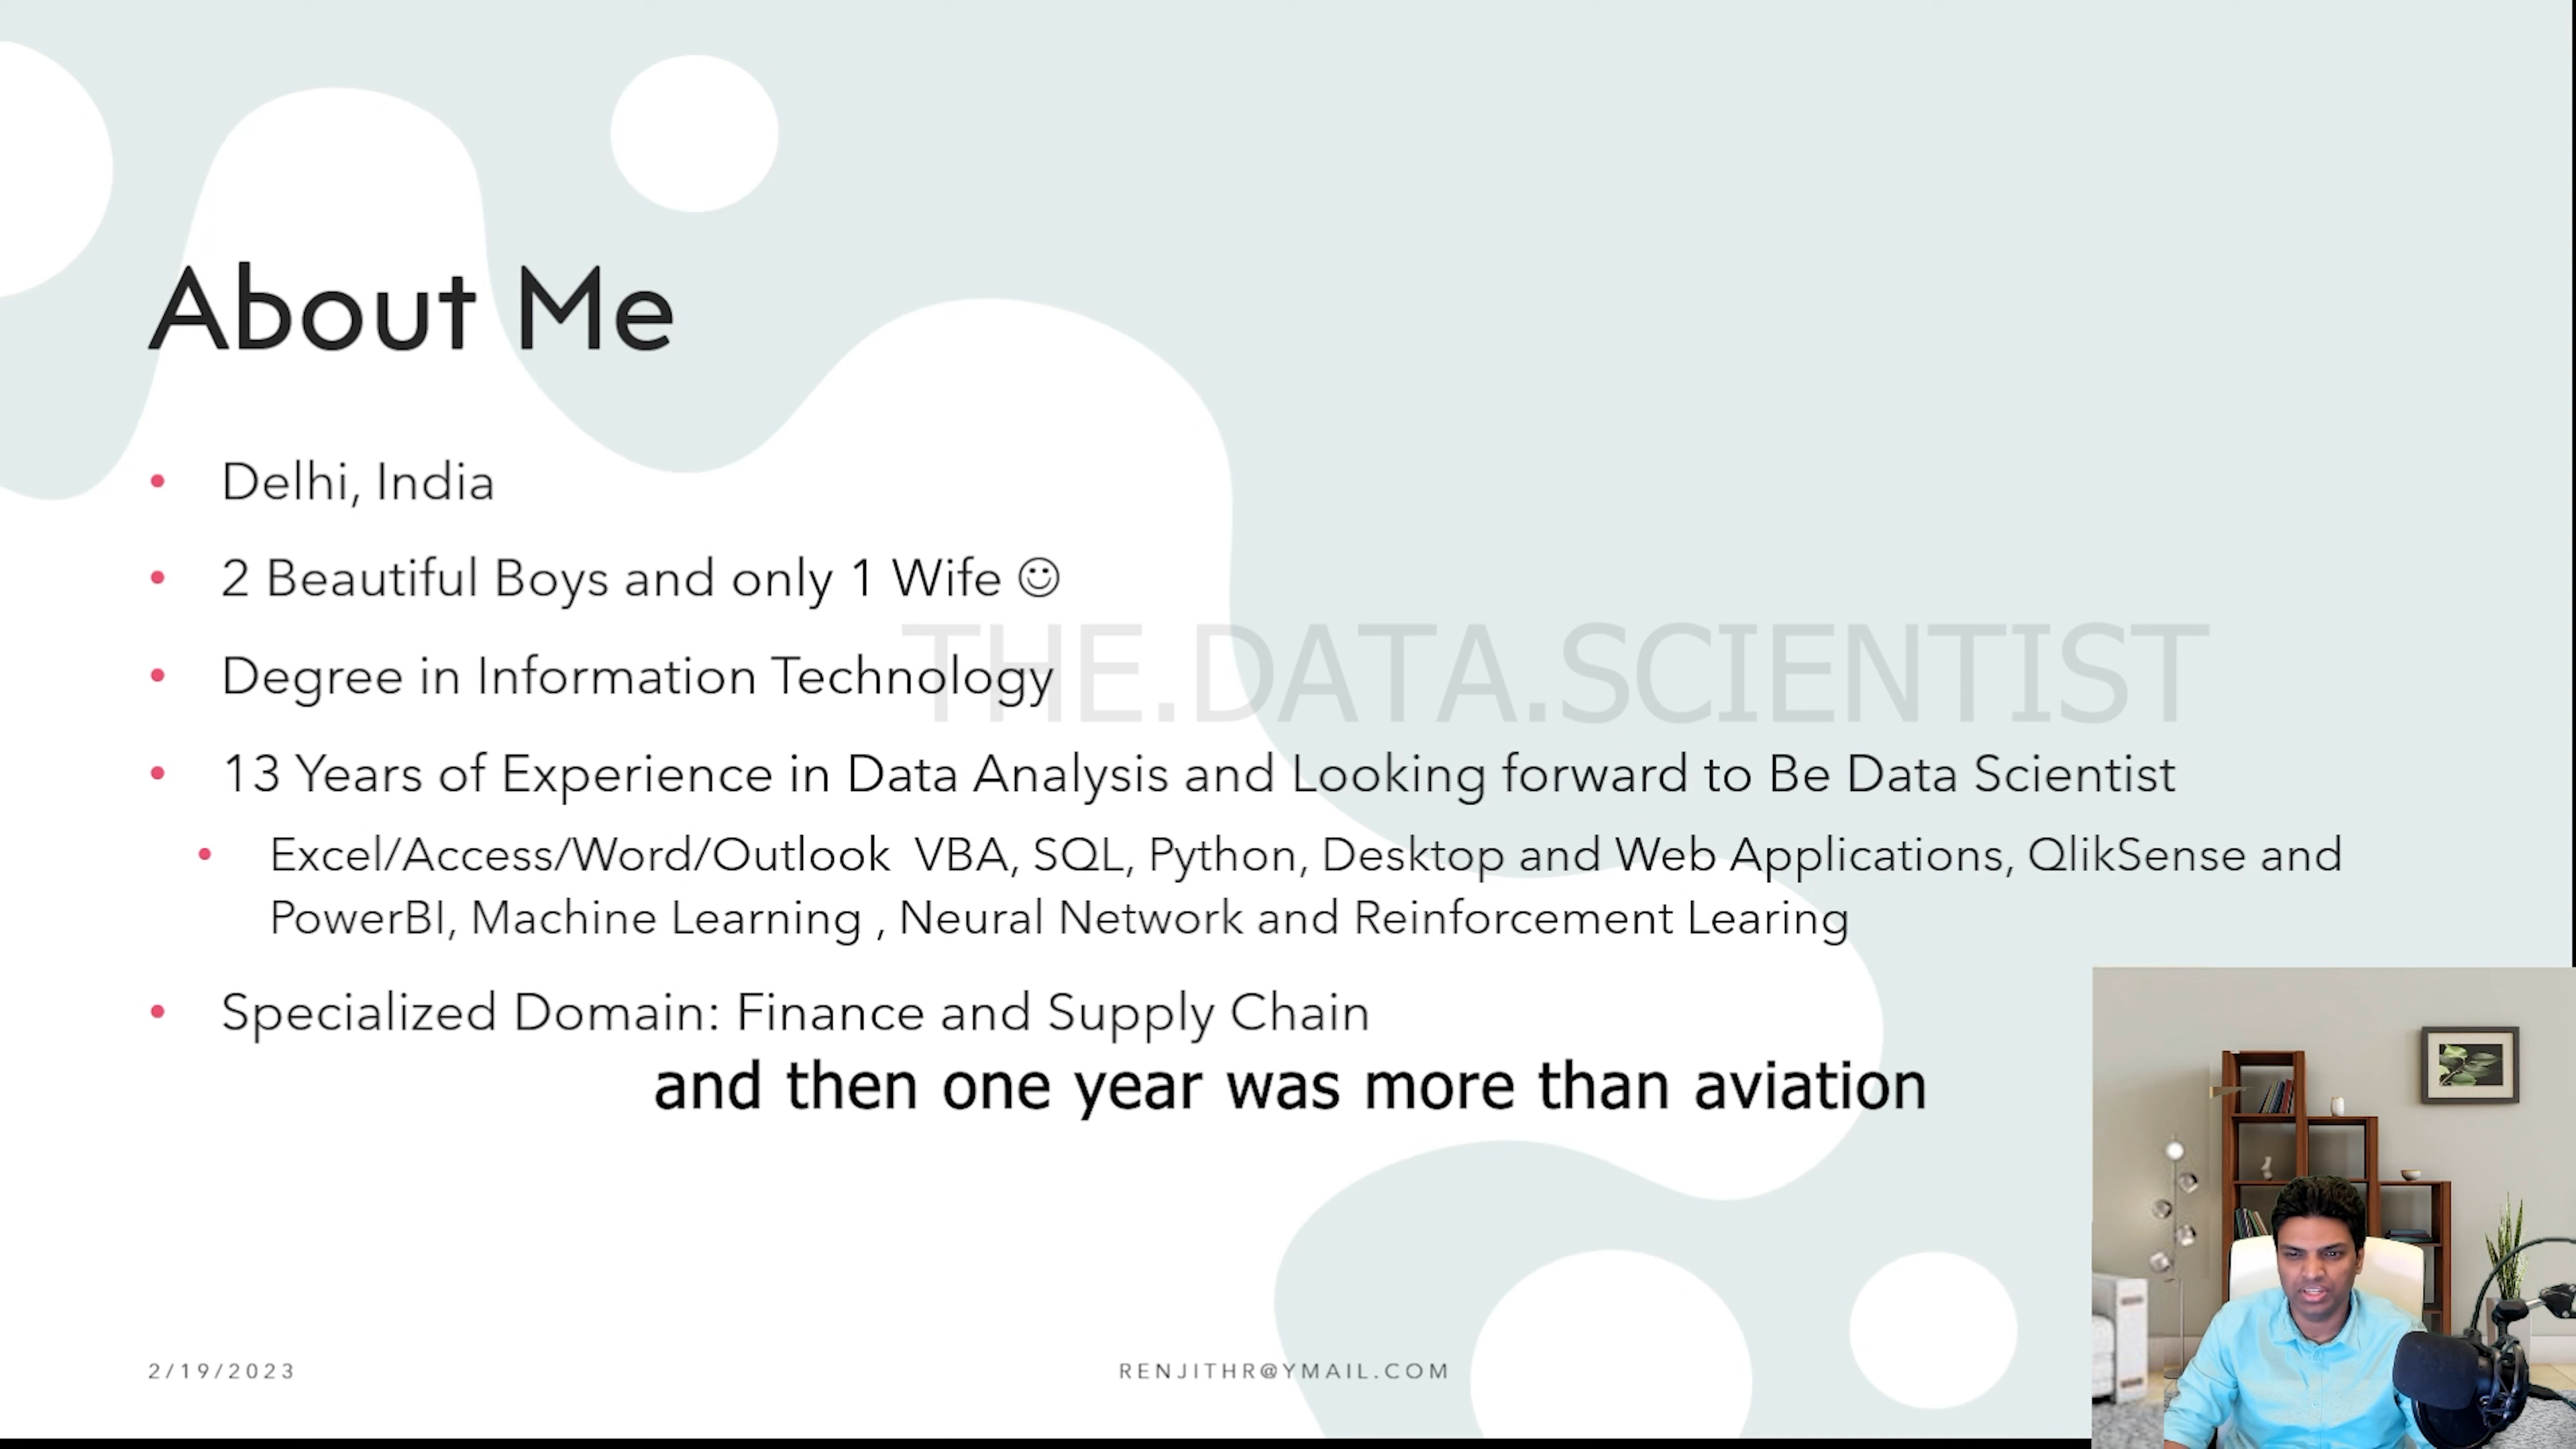 About Me
• Delhi, India
• 2 Beautiful Boys and only 1 Wife ☺
THE.DATA.SCIENTIST
• Degree in Information Technology
• 13 Years of Experience in Data Analysis and Looking forward to Be Data Scientist
• Excel/Access/Word/Outlook  VBA, SQL, Python, Desktop and Web Applications, QlikSense and
PowerBI, Machine Learning , Neural Network and Reinforcement Learing
• Specialized Domain: Finance and Supply Chain
and then one year was more than aviation
2/19/2023
RENJITHR@YMAIL.COM